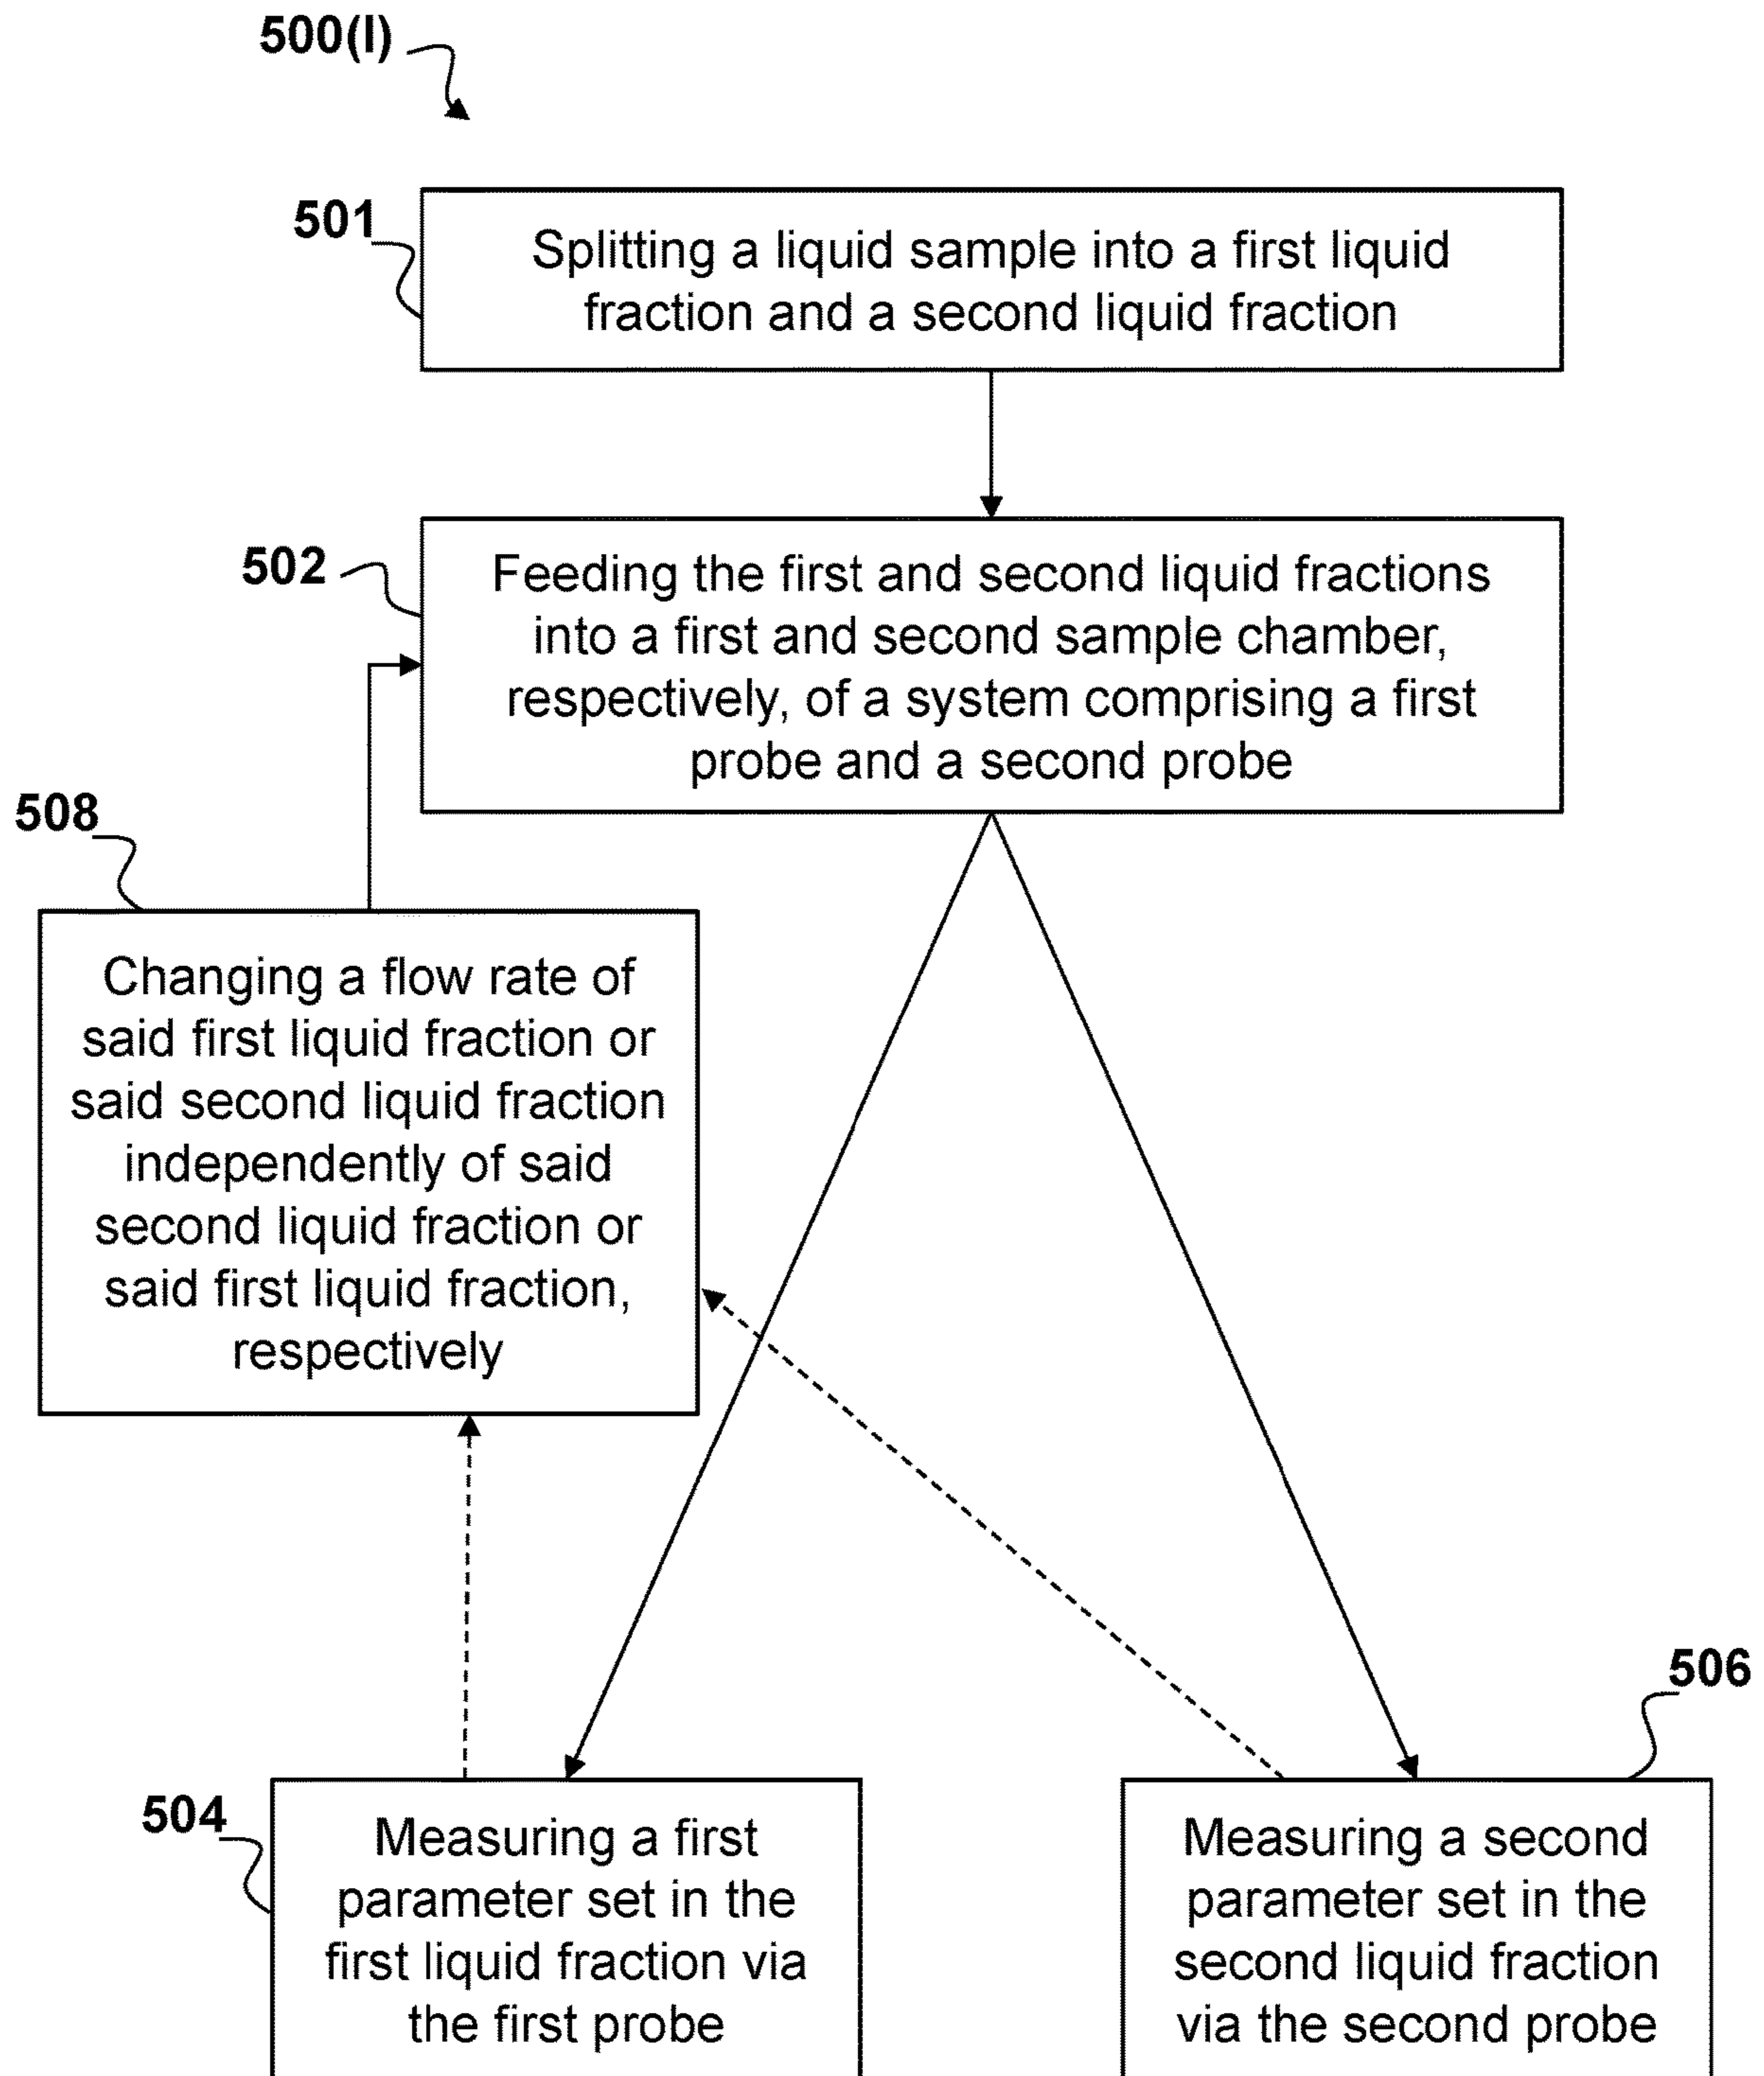 500(I)
501
Splitting a liquid sample into a first liquid
fraction and a second liquid fraction
502
Feeding the first and second liquid fractions
into a first and second sample chamber,
respectively, of a system comprising a first
probe and a second probe
508
Changing a flow rate of
said first liquid fraction or
said second liquid fraction
independently of said
second liquid fraction or
said first liquid fraction,
respectively
504
Measuring a first
parameter set in the
first liquid fraction via
the first probe
506
Measuring a second
parameter set in the
second liquid fraction
via the second probe